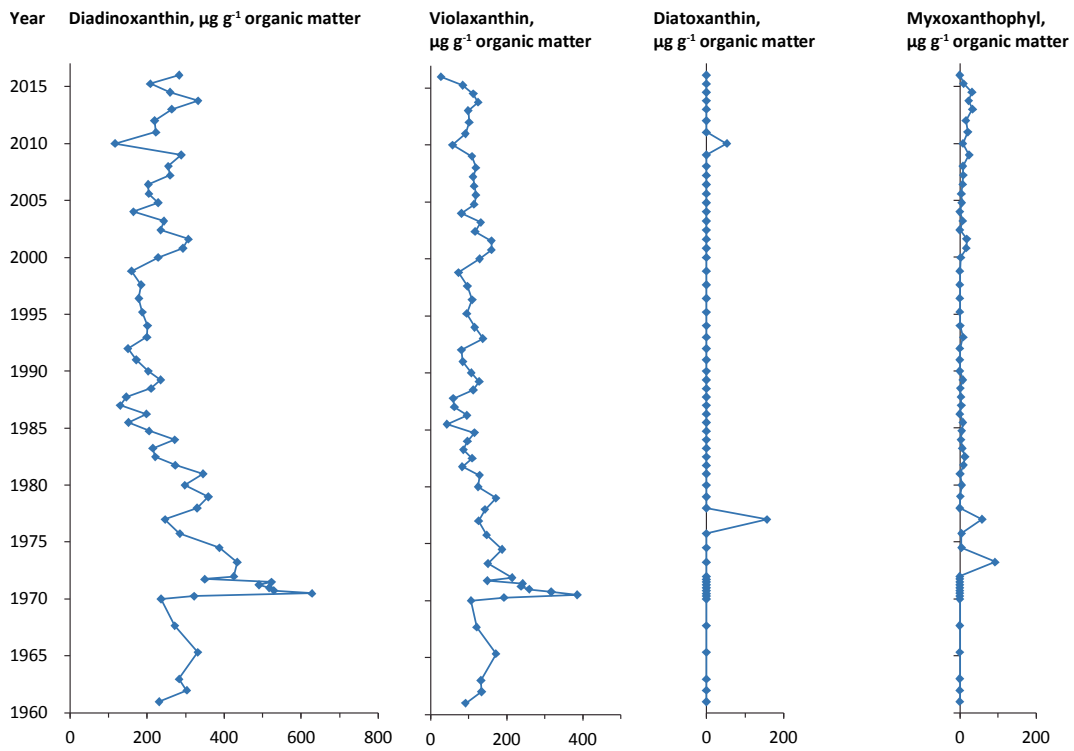 Year
Diadinoxanthin, µg g⁻¹ organic matter
Violaxanthin,
µg g⁻¹ organic matter
Diatoxanthin,
µg g⁻¹ organic matter
Myxoxanthophyl,
µg g⁻¹ organic matter
2015
2010
2005
2000
1995
1990
1985
1980
1975
1970
1965
1960
0 200 400 600 800
0 200 400
0 200
0 200